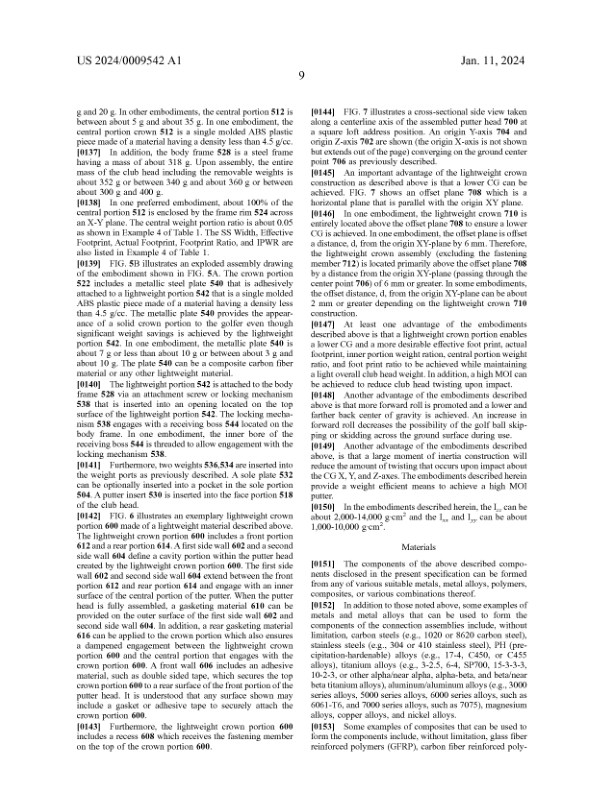 US 2024/0009542 A1
Jan. 11, 2024
9
g and 20 g. In other embodiments, the central portion 512 is
between about 5 g and about 35 g. In one embodiment, the
central portion crown 512 is a single molded ABS plastic
piece made of a material having a density less than 4.5 g/cc.
[0137] In addition, the body frame 528 is a steel frame
having a mass of about 318 g. Upon assembly, the entire
mass of the club head including the removable weights is
about 352 g or between 340 g and about 360 g or between
about 300 g and 400 g.
[0138] In one preferred embodiment, about 100% of the
central portion 512 is enclosed by the frame rim 524 across
an X-Y plane. The central weight portion ratio is about 0.05
as shown in Example 4 of Table 1. The SS Width, Effective
Footprint, Actual Footprint, Footprint Ratio, and IPWR are
also listed in Example 4 of Table 1.
[0139] FIG. 5B illustrates an exploded assembly drawing
of the embodiment shown in FIG. 5A. The crown portion
522 includes a metallic steel plate 540 that is adhesively
attached to a lightweight portion 542 that is a single molded
ABS plastic piece made of a material having a density less
than 4.5 g/cc. The metallic plate 540 provides the appear-
ance of a solid crown portion to the golfer even though
significant weight savings is achieved by the lightweight
portion 542. In one embodiment, the metallic plate 540 is
about 7 g or less than about 10 g or between about 3 g and
about 10 g. The plate 540 can be a composite carbon fiber
material or any other lightweight material.
[0140] The lightweight portion 542 is attached to the body
frame 528 via an attachment screw or locking mechanism
538 that is inserted into an opening located on the top
surface of the lightweight portion 542. The locking mecha-
nism 538 engages with a receiving boss 544 located on the
body frame. In one embodiment, the inner bore of the
receiving boss 544 is threaded to allow engagement with the
locking mechanism 538.
[0141] Furthermore, two weights 536,534 are inserted into
the weight ports as previously described. A sole plate 532
can be optionally inserted into a pocket in the sole portion
504. A putter insert 530 is inserted into the face portion 518
of the club head.
[0142] FIG. 6 illustrates an exemplary lightweight crown
portion 600 made of a lightweight material described above.
The lightweight crown portion 600 includes a front portion
612 and a rear portion 614. A first side wall 602 and a second
side wall 604 define a cavity portion within the putter head
created by the lightweight crown portion 600. The first side
wall 602 and second side wall 604 extend between the front
portion 612 and rear portion 614 and engage with an inner
surface of the central portion of the putter. When the putter
head is fully assembled, a gasketing material 610 can be
provided on the outer surface of the first side wall 602 and
second side wall 604. In addition, a rear gasketing material
616 can be applied to the crown portion which also ensures
a dampened engagement between the lightweight crown
portion 600 and the central portion that engages with the
crown portion 600. A front wall 606 includes an adhesive
material, such as double sided tape, which secures the top
crown portion 600 to a rear surface of the front portion of the
putter head. It is understood that any surface shown may
include a gasket or adhesive tape to securely attach the
crown portion 600.
[0143] Furthermore, the lightweight crown portion 600
includes a recess 608 which receives the fastening member
on the top of the crown portion 600.
[0144] FIG. 7 illustrates a cross-sectional side view taken
along a centerline axis of the assembled putter head 700 at
a square loft address position. An origin Y-axis 704 and
origin Z-axis 702 are shown (the origin X-axis is not shown
but extends out of the page) converging on the ground center
point 706 as previously described.
[0145] An important advantage of the lightweight crown
construction as described above is that a lower CG can be
achieved. FIG. 7 shows an offset plane 708 which is a
horizontal plane that is parallel with the origin XY plane.
[0146] In one embodiment, the lightweight crown 710 is
entirely located above the offset plane 708 to ensure a lower
CG is achieved. In one embodiment, the offset plane is offset
a distance, d, from the origin XY-plane by 6 mm. Therefore,
the lightweight crown assembly (excluding the fastening
member 712) is located primarily above the offset plane 708
by a distance from the origin XY-plane (passing through the
center point 706) of 6 mm or greater. In some embodiments,
the offset distance, d, from the origin XY-plane can be about
2 mm or greater depending on the lightweight crown 710
construction.
[0147] At least one advantage of the embodiments
described above is that a lightweight crown portion enables
a lower CG and a more desirable effective foot print, actual
footprint, inner portion weight ration, central portion weight
ratio, and foot print ratio to be achieved while maintaining
a light overall club head weight. In addition, a high MOI can
be achieved to reduce club head twisting upon impact.
[0148] Another advantage of the embodiments described
above is that more forward roll is promoted and a lower and
farther back center of gravity is achieved. An increase in
forward roll decreases the possibility of the golf ball skip-
ping or skidding across the ground surface during use.
[0149] Another advantage of the embodiments described
above, is that a large moment of inertia construction will
reduce the amount of twisting that occurs upon impact about
the CG X, Y, and Z-axes. The embodiments described herein
provide a weight efficient means to achieve a high MOI
putter.
[0150] In the embodiments described herein, the Izz can be
about 2,000-14,000 g·cm² and the Ixx and Iyy can be about
1,000-10,000 g·cm².
Materials
[0151] The components of the above described compo-
nents disclosed in the present specification can be formed
from any of various suitable metals, metal alloys, polymers,
composites, or various combinations thereof.
[0152] In addition to those noted above, some examples of
metals and metal alloys that can be used to form the
components of the connection assemblies include, without
limitation, carbon steels (e.g., 1020 or 8620 carbon steel),
stainless steels (e.g., 304 or 410 stainless steel), PH (pre-
cipitation-hardenable) alloys (e.g., 17-4, C450, or C455
alloys), titanium alloys (e.g., 3-2.5, 6-4, SP700, 15-3-3-3,
10-2-3, or other alpha/near alpha, alpha-beta, and beta/near
beta titanium alloys), aluminum/aluminum alloys (e.g., 3000
series alloys, 5000 series alloys, 6000 series alloys, such as
6061-T6, and 7000 series alloys, such as 7075), magnesium
alloys, copper alloys, and nickel alloys.
[0153] Some examples of composites that can be used to
form the components include, without limitation, glass fiber
reinforced polymers (GFRP), carbon fiber reinforced poly-